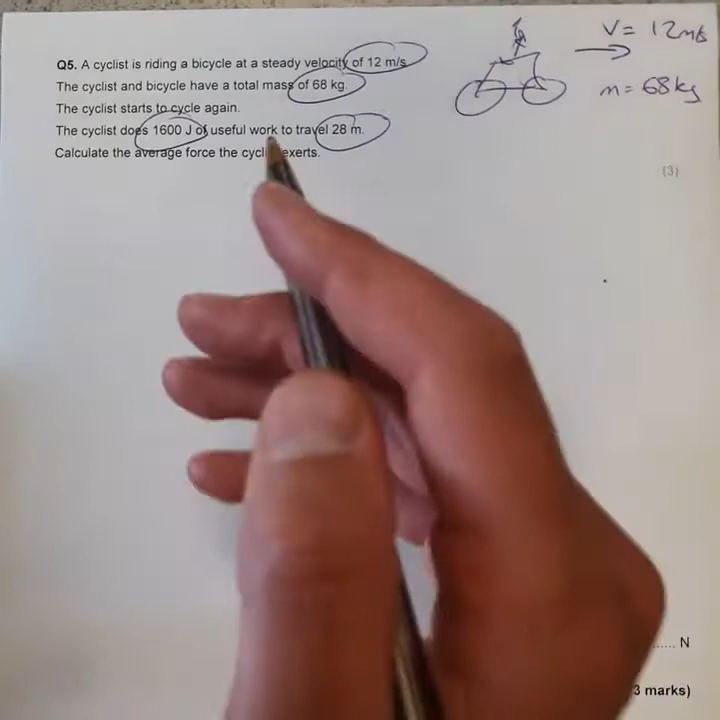 Q5. A cyclist is riding a bicycle at a steady velocity of 12 m/s
The cyclist and bicycle have a total mass of 68 kg.
The cyclist starts to cycle again.
The cyclist does 1600 J of useful work to travel 28 m.
Calculate the average force the exerts.
V = 12m/s
m = 68kg
(3)
...... N
3 marks)